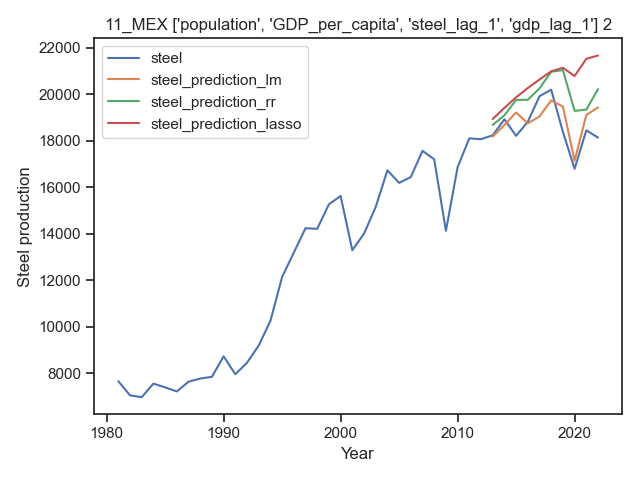 11_MEX ['population', 'GDP_per_capita', 'steel_lag_1', 'gdp_lag_1'] 2
steel
steel_prediction_lm
steel_prediction_rr
steel_prediction_lasso
22000
20000
18000
16000
14000
12000
10000
8000
Steel production
1980
1990
2000
2010
2020
Year